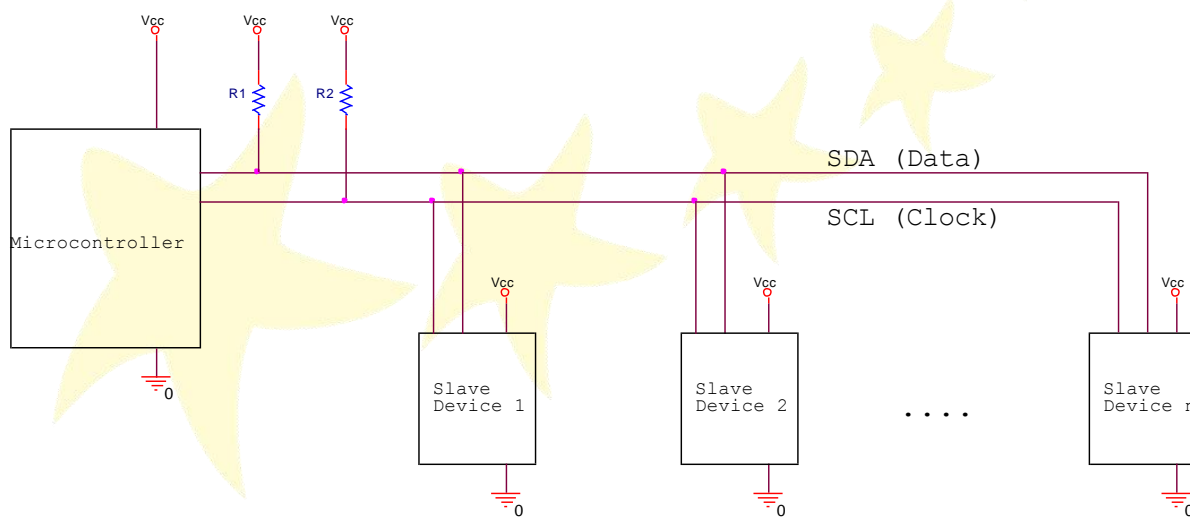 Vcc
Vcc
Vcc
R1
R2
SDA (Data)
SCL (Clock)
Microcontroller
Vcc
Vcc
Vcc
0
Slave
Device 1
Slave
Device 2
....
Slave
Device n
0
0
0